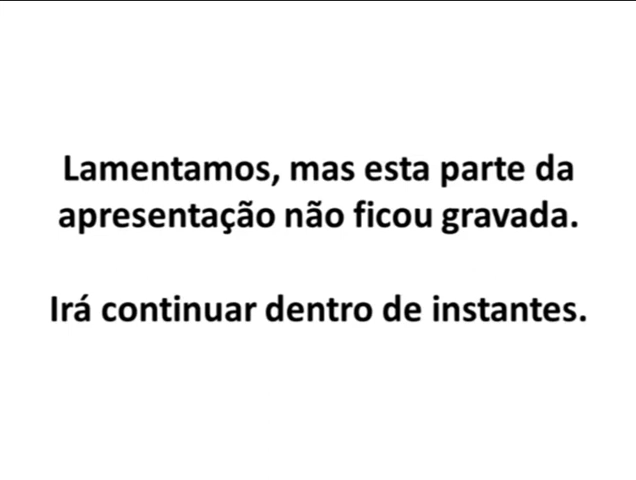 Lamentamos, mas esta parte da
apresentação não ficou gravada.
Irá continuar dentro de instantes.